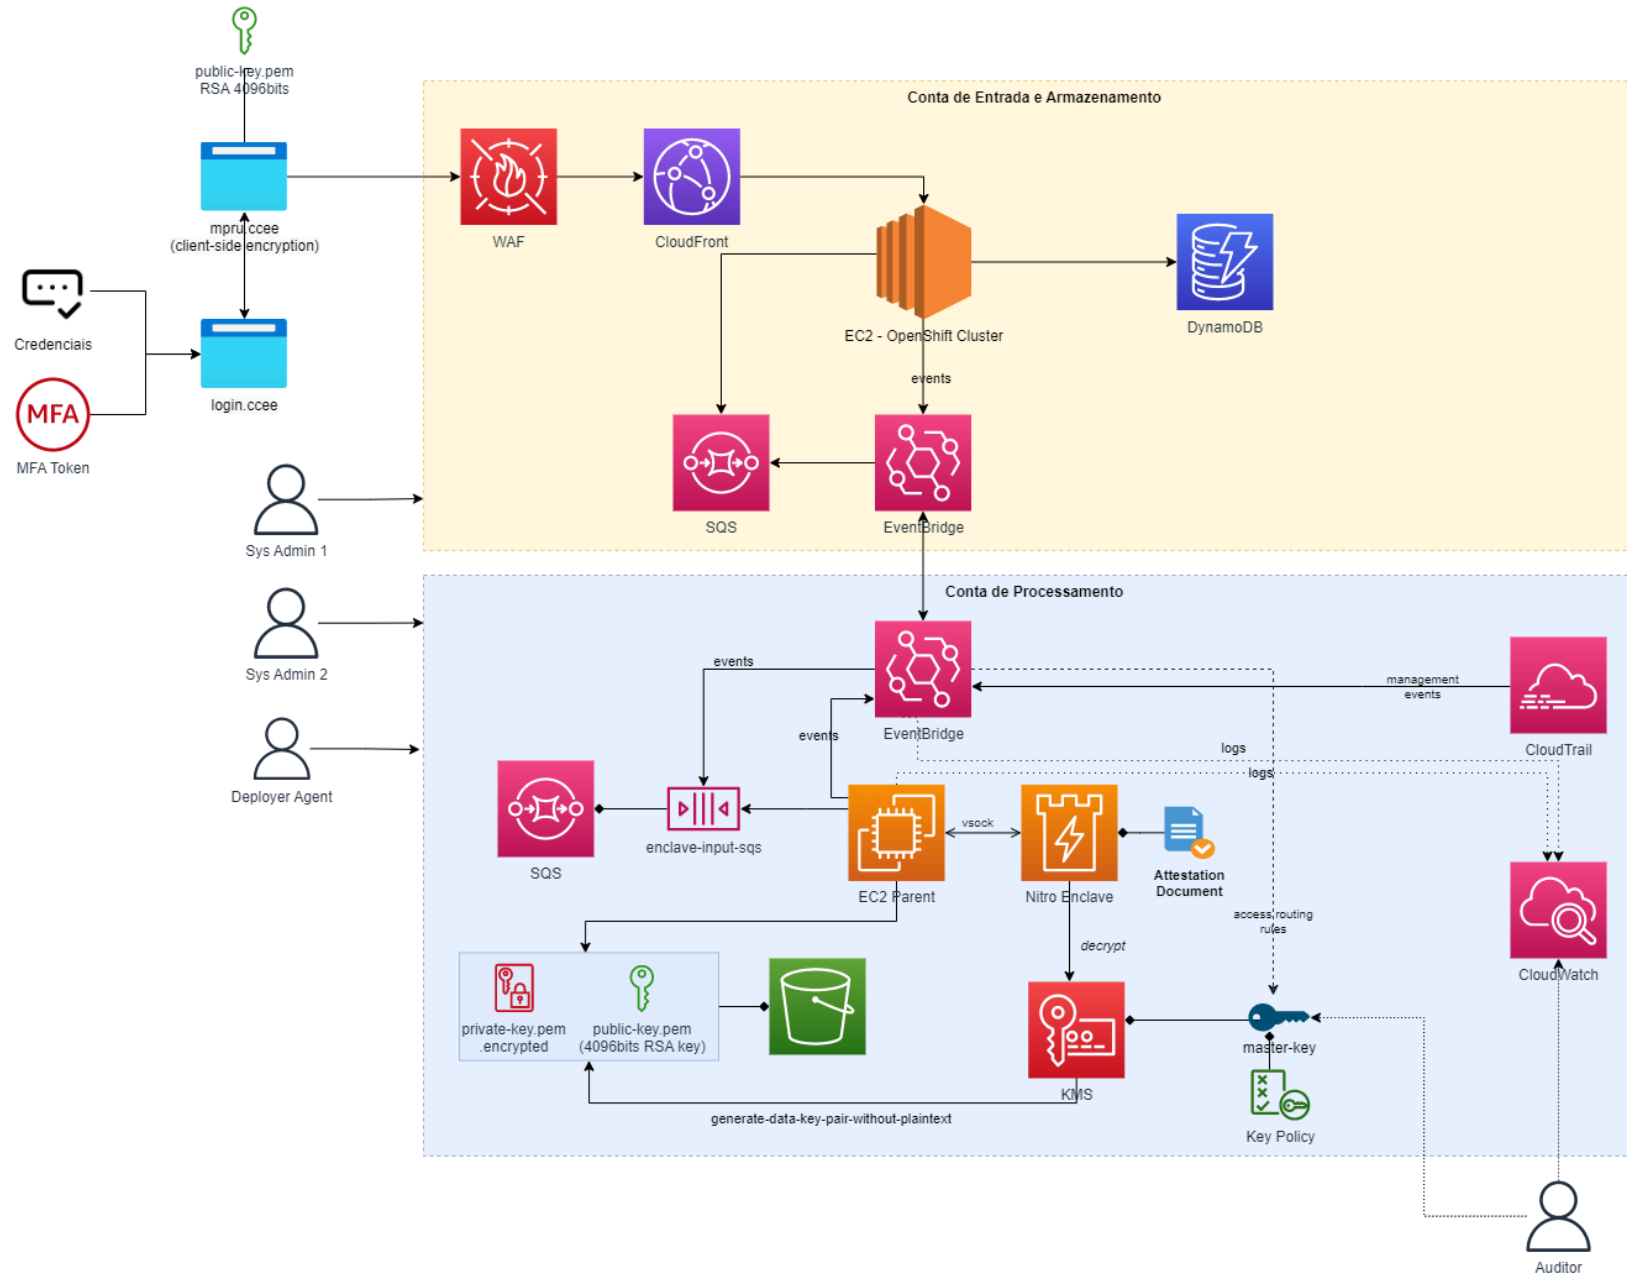 public-key.pem
RSA 4096bits
Conta de Entrada e Armazenamento
mpru.ccee
(client-side encryption)
WAF
CloudFront
EC2 - OpenShift Cluster
DynamoDB
Credenciais
events
login.ccee
MFA
MFA Token
SQS
EventBridge
Sys Admin 1
Conta de Processamento
Sys Admin 2
events
management
events
events
EventBridge
logs
CloudTrail
logs
Deployer Agent
vsock
enclave-input-sqs
SQS
EC2 Parent
Nitro Enclave
Attestation
Document
access routing
rules
decrypt
CloudWatch
private-key.pem
.encrypted
public-key.pem
(4096bits RSA key)
master-key
KMS
generate-data-key-pair-without-plaintext
Key Policy
Auditor